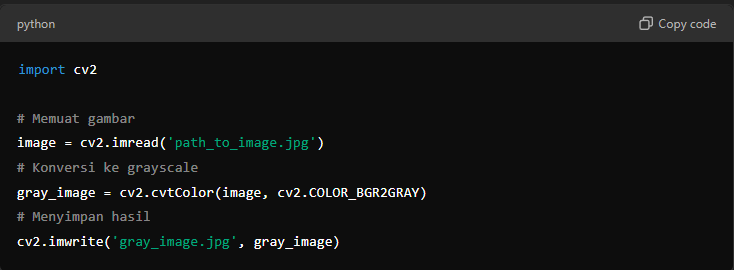 python
Copy code
import cv2
# Memuat gambar
image = cv2.imread('path_to_image.jpg')
# Konversi ke grayscale
gray_image = cv2.cvtColor(image, cv2.COLOR_BGR2GRAY)
# Menyimpan hasil
cv2.imwrite('gray_image.jpg', gray_image)